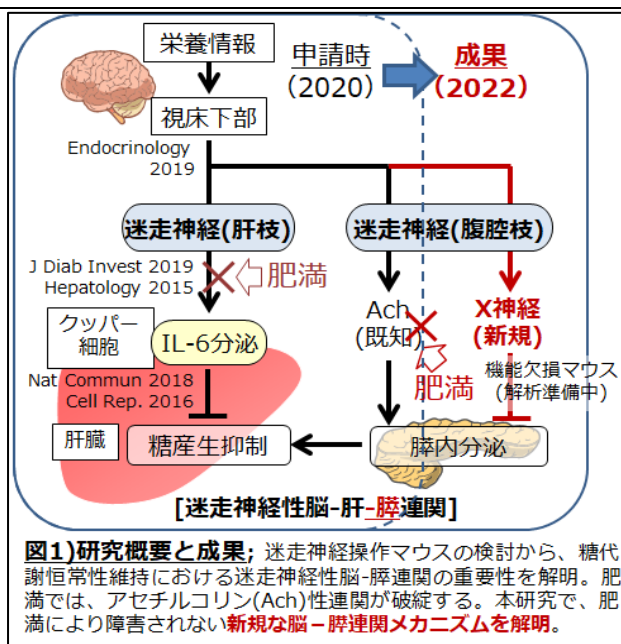 栄養情報
申請時
(2020)
成果
(2022)
視床下部
Endocrinology
2019
迷走神経(肝枝)
迷走神経(腹腔枝)
J Diab Invest 2019
Hepatology 2015
肥満
Ach
(既知)
X神経
(新規)
クッパー
細胞
IL-6分泌
肥満
機能欠損マウス
(解析準備中)
Nat Commun 2018
Cell Rep. 2016
肝臓
糖産生抑制
膵内分泌
[迷走神経性脳-肝-膵連関]
図1)研究概要と成果; 迷走神経操作マウスの検討から、糖代
謝恒常性維持における迷走神経性脳-膵連関の重要性を解明。肥
満では、アセチルコリン(Ach)性連関が破綻する。本研究で、肥
満により障害されない新規な脳－膵連関メカニズムを解明。